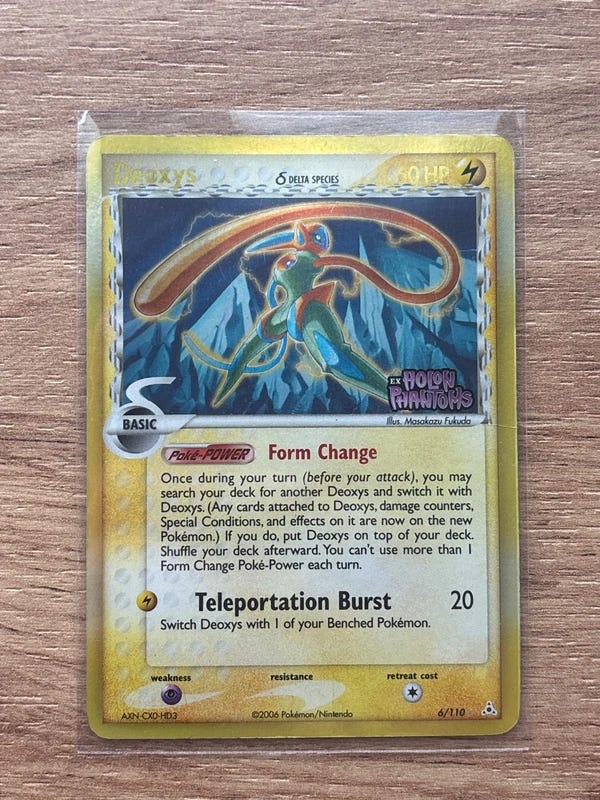 Deoxys δ DELTA SPECIES 60 HP
EX HOLON
PHANTOMS
BASIC
Illus. Masakazu Fukuda
Poké-POWER Form Change
Once during your turn (before your attack), you may
search your deck for another Deoxys and switch it with
Deoxys. (Any cards attached to Deoxys, damage counters,
Special Conditions, and effects on it are now on the new
Pokémon.) If you do, put Deoxys on top of your deck.
Shuffle your deck afterward. You can't use more than 1
Form Change Poké-Power each turn.
Teleportation Burst 20
Switch Deoxys with 1 of your Benched Pokémon.
weakness resistance retreat cost
AXN-CX0-HD3 ©2006 Pokémon/Nintendo 6/110